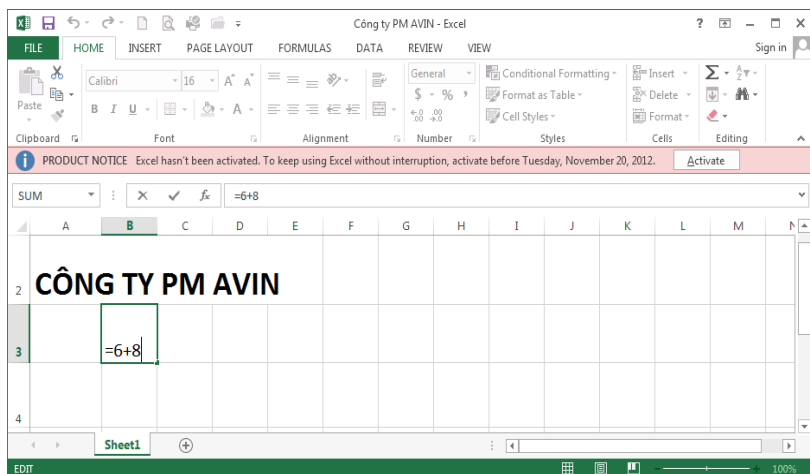 Công ty PM AVIN - Excel
FILE HOME INSERT PAGE LAYOUT FORMULAS DATA REVIEW VIEW Sign in
Paste
Calibri 16 A A
B I U A
General
$ % ,
Conditional Formatting
Format as Table
Cell Styles
Insert
Delete
Format
Clipboard Font Alignment Number Styles Cells Editing
PRODUCT NOTICE Excel hasn't been activated. To keep using Excel without interruption, activate before Tuesday, November 20, 2012. Activate
SUM fx =6+8
A B C D E F G H I J K L M N
2 CÔNG TY PM AVIN
3 =6+8
4
Sheet1
EDIT 100%